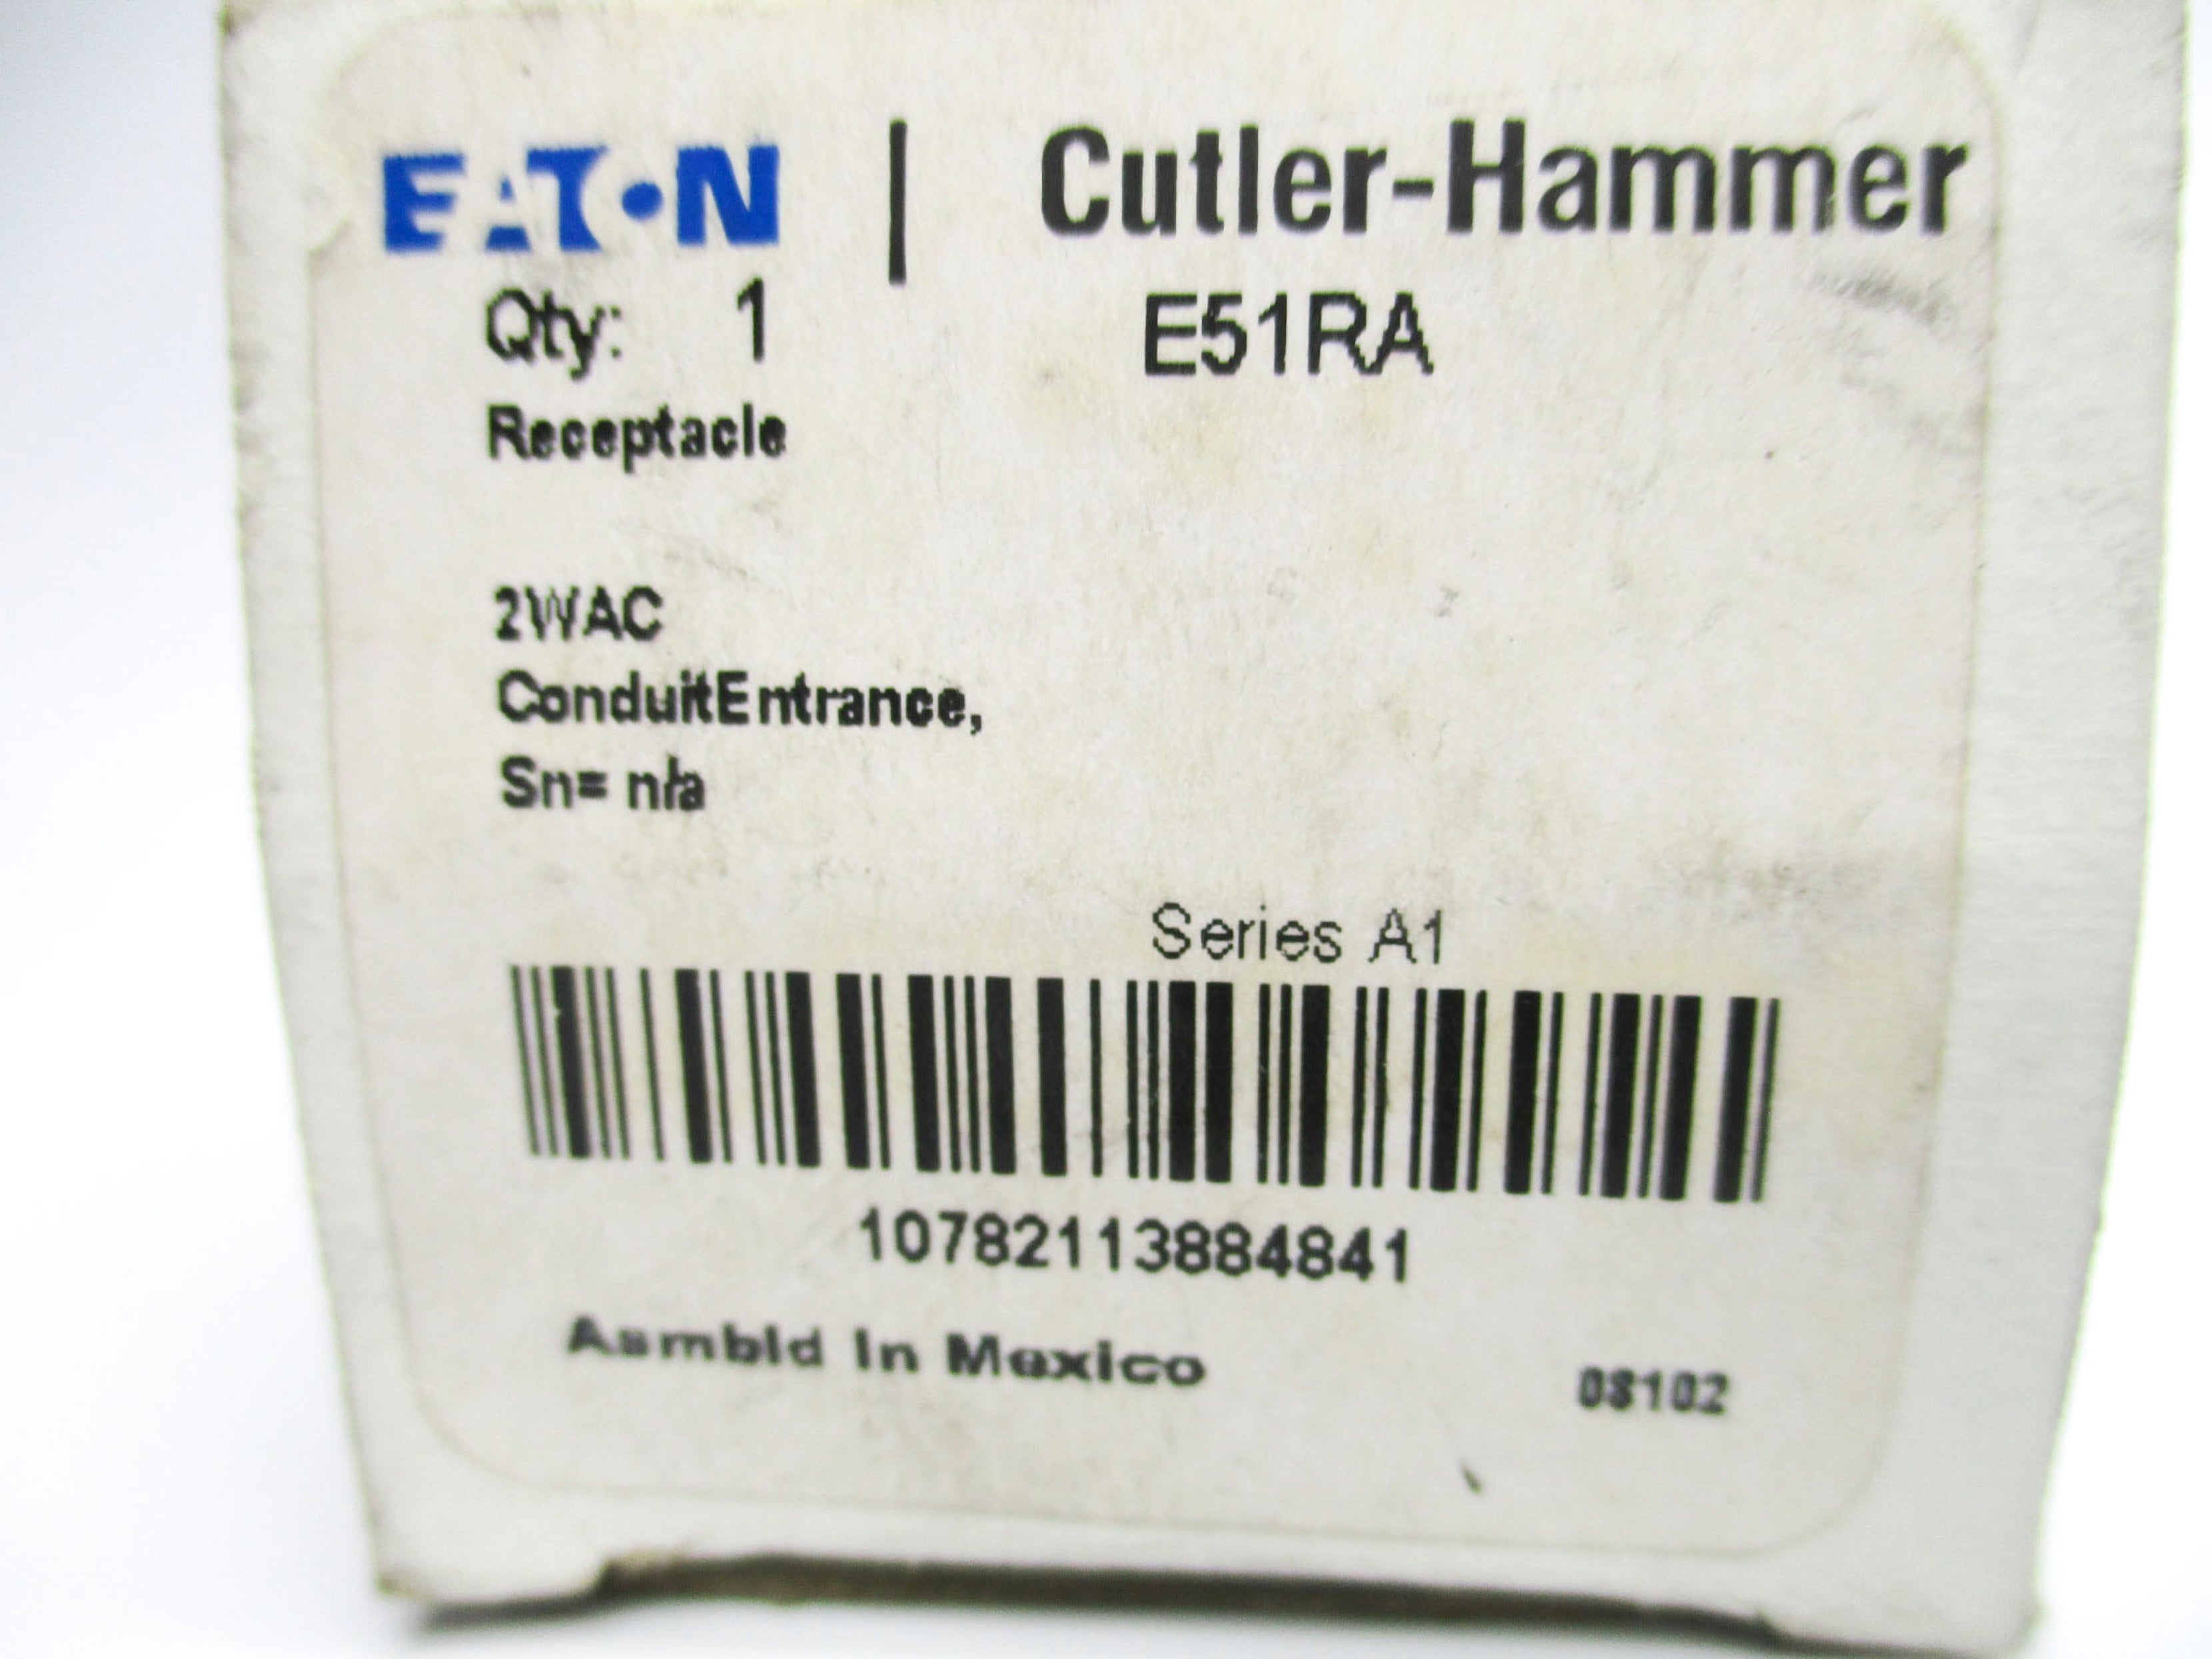 EATON | Cutler-Hammer
Qty: 1 E51RA
Receptacle
2WAC
ConduitEntrance,
Sn= n/a
Series A1
10782113884841
Asmbld In Mexico
08102